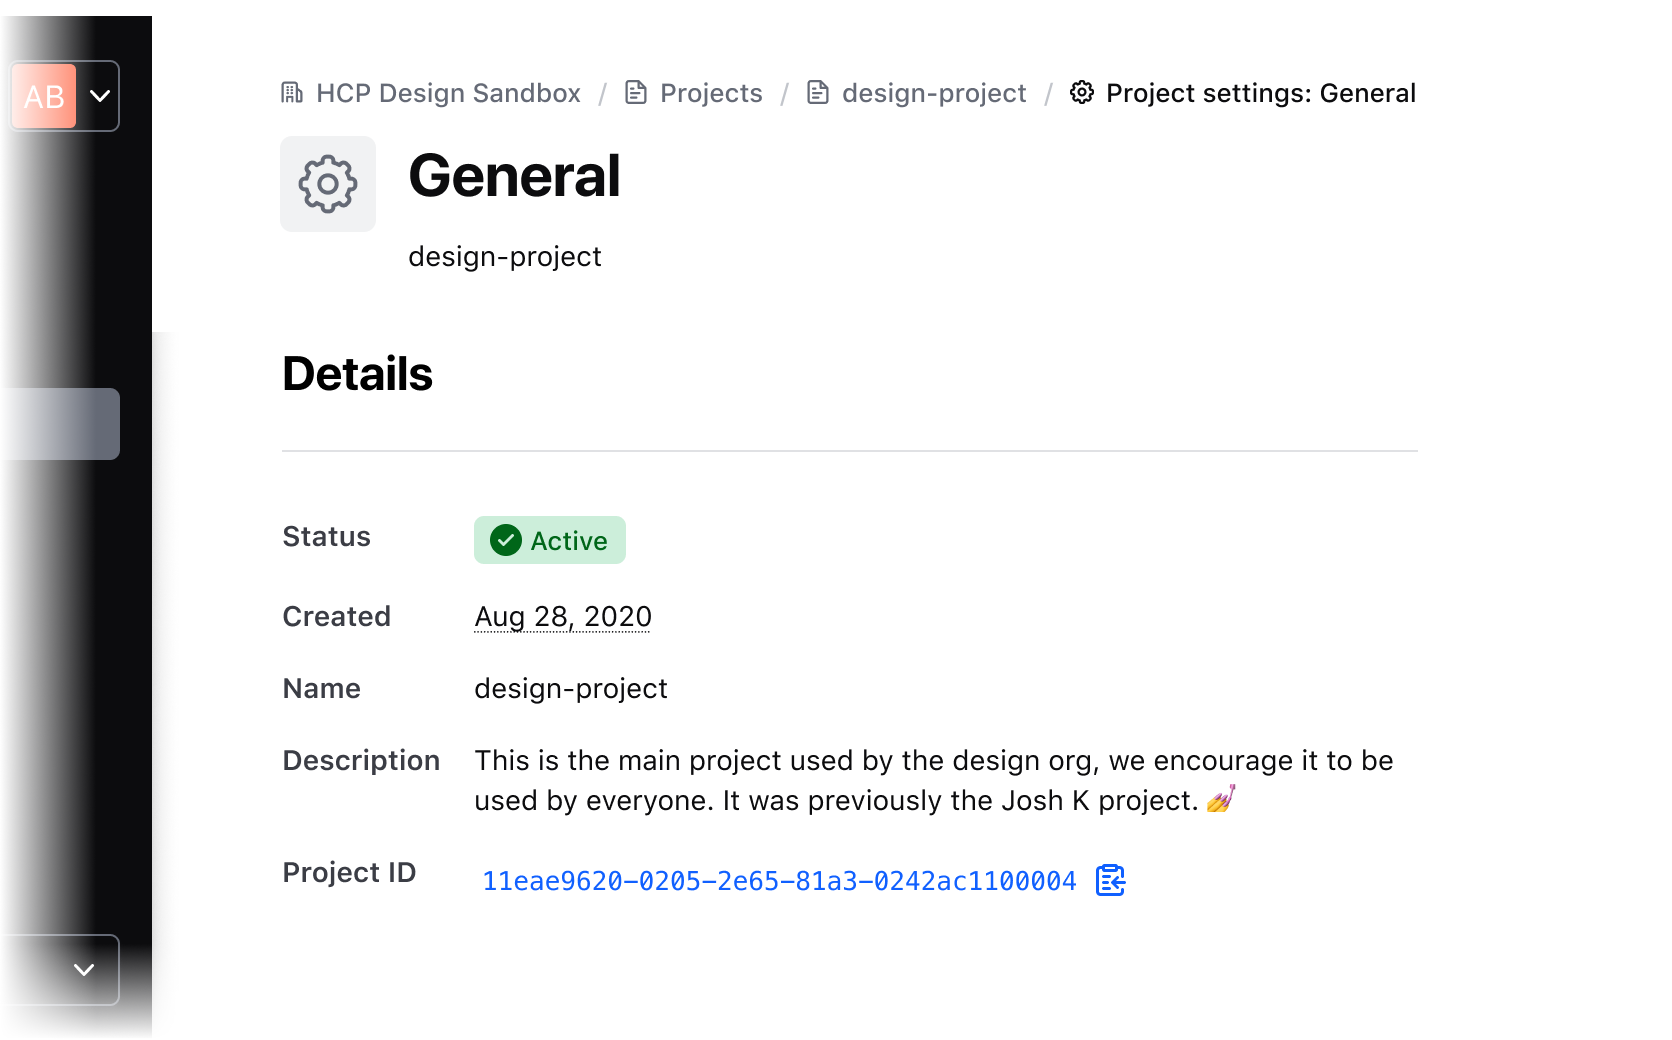 AB
HCP Design Sandbox / Projects / design-project / Project settings: General
General
design-project
Details
Status Active
Created Aug 28, 2020
Name design-project
Description This is the main project used by the design org, we encourage it to be
used by everyone. It was previously the Josh K project. 💅
Project ID 11eae9620-0205-2e65-81a3-0242ac1100004